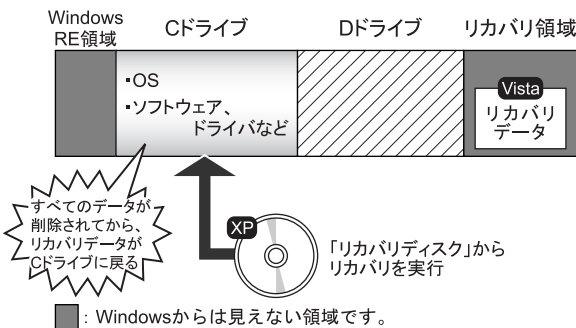 Windows
RE領域
Cドライブ
Dドライブ
リカバリ領域
・OS
・ソフトウェア、
ドライバなど
Vista
リカバリ
データ
すべてのデータが
削除されてから、
リカバリデータが
Cドライブに戻る
XP
「リカバリディスク」から
リカバリを実行
：Windowsからは見えない領域です。